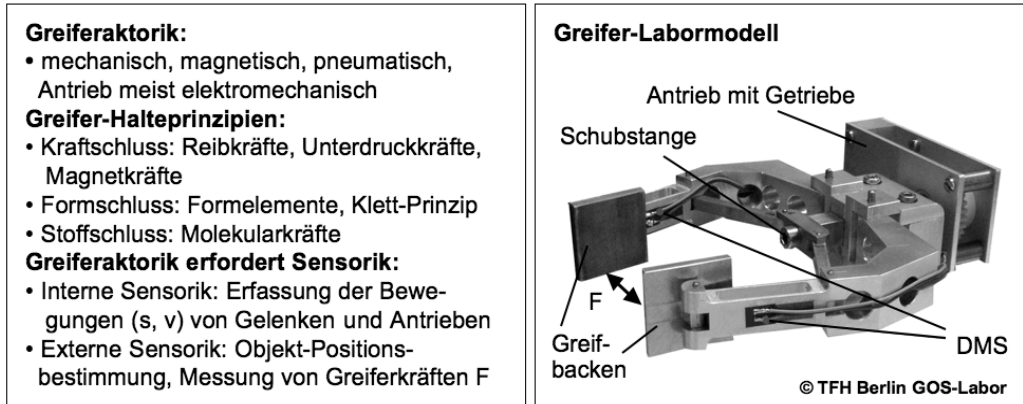 Greiferaktorik:
• mechanisch, magnetisch, pneumatisch,
Antrieb meist elektromechanisch
Greifer-Halteprinzipien:
• Kraftschluss: Reibkräfte, Unterdruckkräfte,
Magnetkräfte
• Formschluss: Formelemente, Klett-Prinzip
• Stoffschluss: Molekularkräfte
Greiferaktorik erfordert Sensorik:
• Interne Sensorik: Erfassung der Bewe-
gungen (s, v) von Gelenken und Antrieben
• Externe Sensorik: Objekt-Positions-
bestimmung, Messung von Greiferkräften F
Greifer-Labormodell
Antrieb mit Getriebe
Schubstange
F
Greif-
backen
DMS
© TFH Berlin GOS-Labor